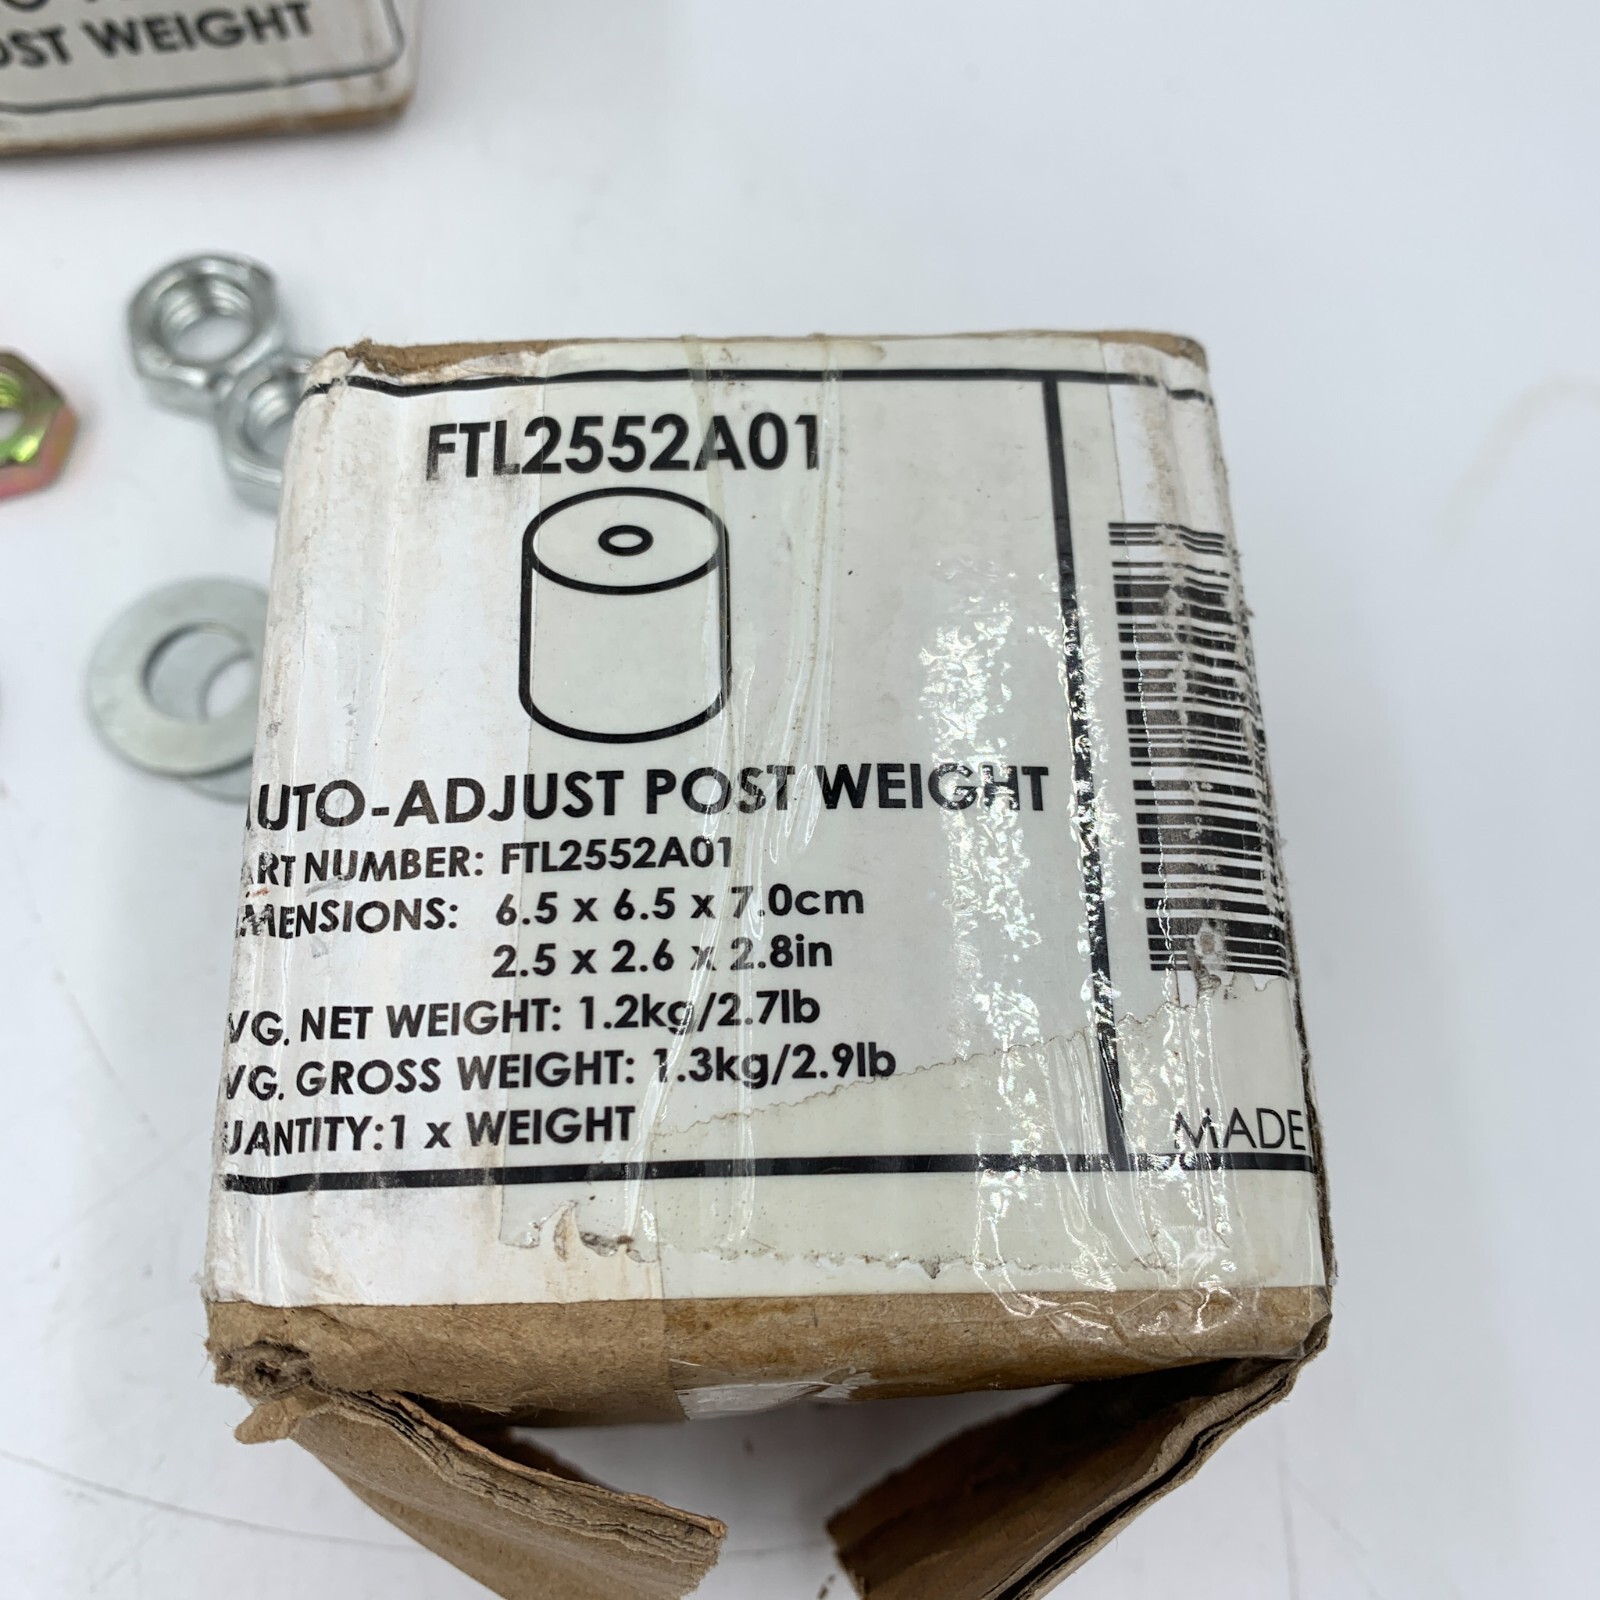 OST WEIGHT
FTL2552A01
UTO-ADJUST POST WEIGHT
ART NUMBER: FTL2552A01
MENSIONS: 6.5 x 6.5 x 7.0cm
2.5 x 2.6 x 2.8in
VG. NET WEIGHT: 1.2kg/2.7lb
VG. GROSS WEIGHT: 1.3kg/2.9lb
UANTITY:1 x WEIGHT
MADE